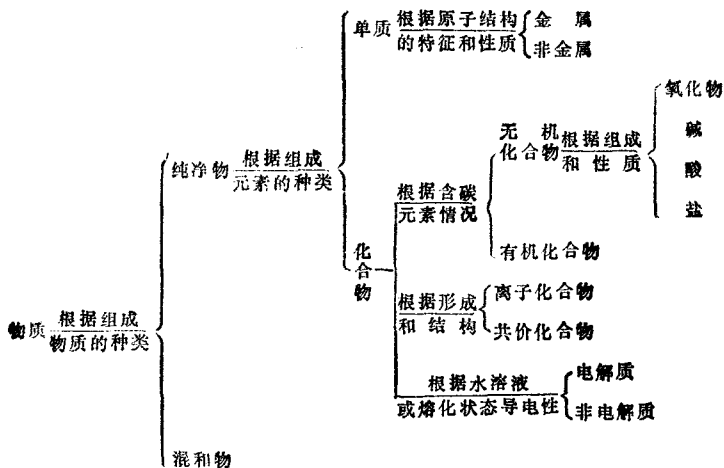 单质 根据原子结构 金 属
的特征和性质 非金属
氧化物
无 机
化合物 根据组成 碱
和 性 质
酸
纯净物 根据组成
元素的种类
根据含碳
元素情况
盐
化合物
有机化合物
离子化合物
根据形成
和 结 构
共价化合物
物质 根据组成
物质的种类
根据水溶液
或熔化状态导电性
电解质
非电解质
混和物